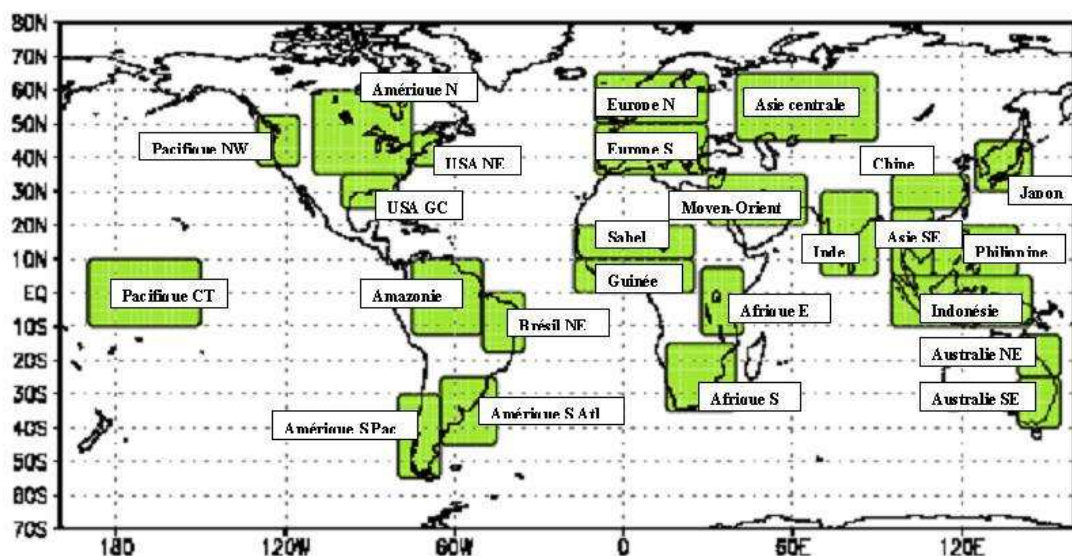 80N
70N
60N
50N
40N
30N
20N
10N
EQ
10S
20S
30S
40S
50S
60S
70S
Amérique N
Europe N
Asie centrale
Pacifique NW
USA NE
Europe S
Chine
Japon
USA GC
Moyen-Orient
Sahel
Inde
Asie SE
Philippine
Guinée
Pacifique CT
Amazonie
Brésil NE
Afrique E
Indonésie
Australie NE
Afrique S
Australie SE
Amérique S Pac
Amérique S Atl
180
120W
60W
0
60E
120E